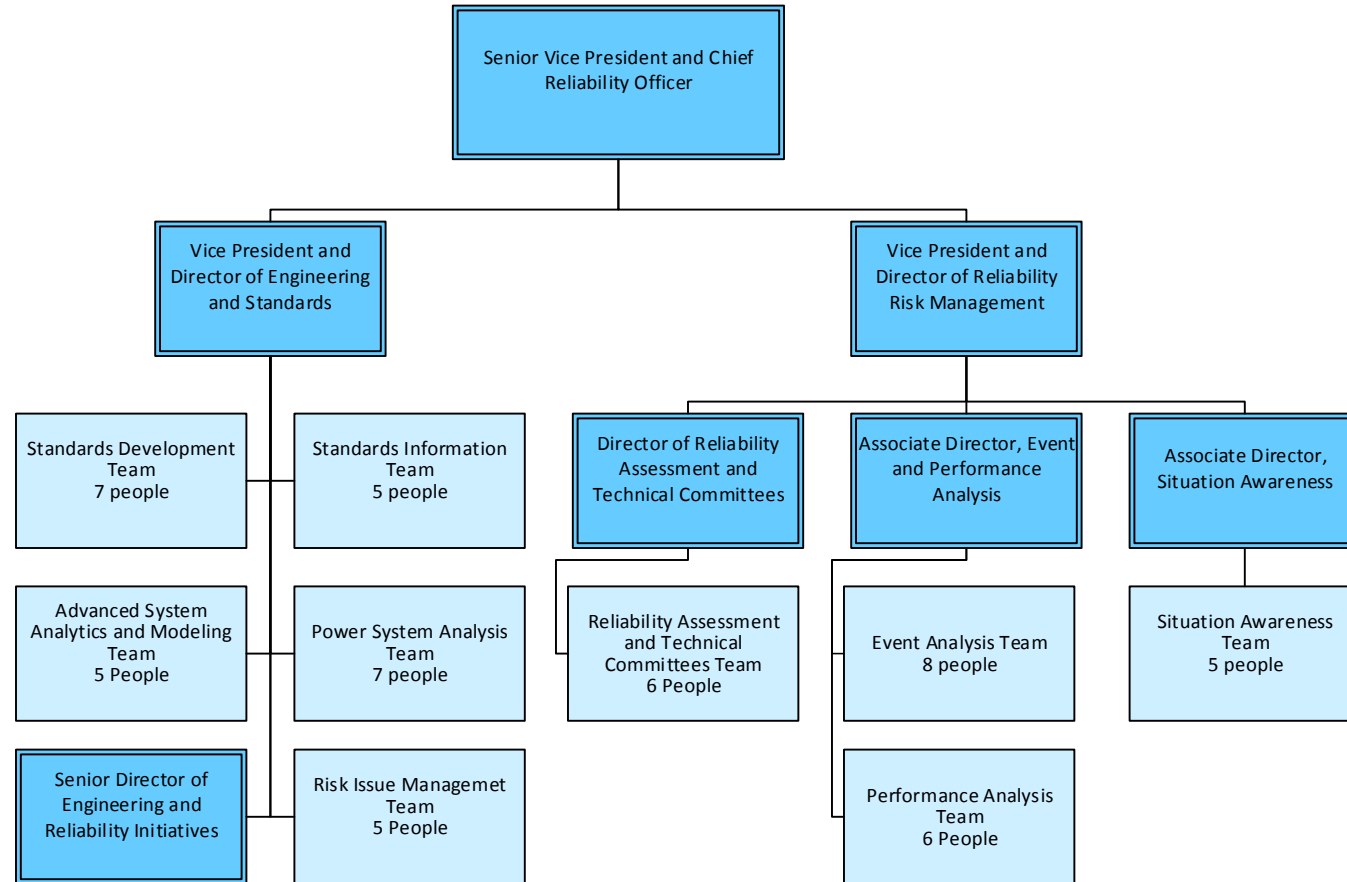 Senior Vice President and Chief
Reliability Officer
Vice President and
Director of Engineering
and Standards
Vice President and
Director of Reliability
Risk Management
Standards Development
Team
7 people
Standards Information
Team
5 people
Director of Reliability
Assessment and
Technical Committees
Associate Director, Event
and Performance
Analysis
Associate Director,
Situation Awareness
Advanced System
Analytics and Modeling
Team
5 People
Power System Analysis
Team
7 people
Reliability Assessment
and Technical
Committees Team
6 People
Event Analysis Team
8 people
Situation Awareness
Team
5 people
Senior Director of
Engineering and
Reliability Initiatives
Risk Issue Managemet
Team
5 People
Performance Analysis
Team
6 People